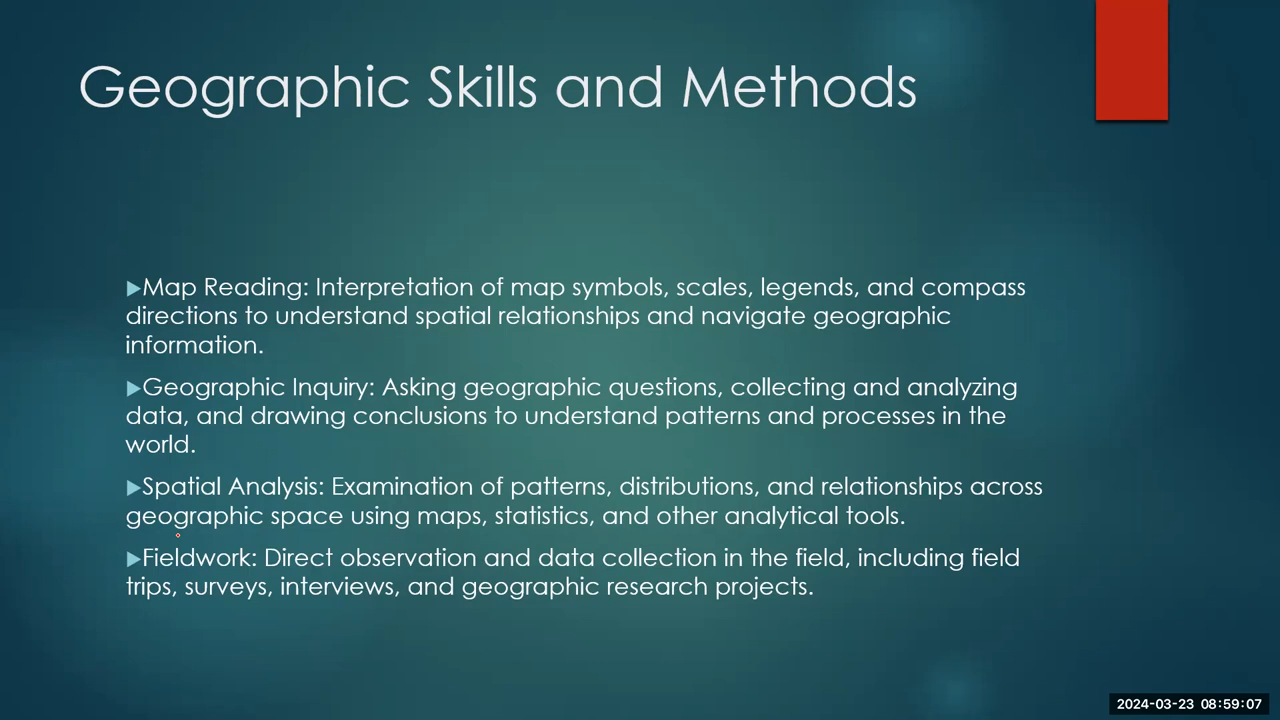 Geographic Skills and Methods
▶Map Reading: Interpretation of map symbols, scales, legends, and compass
directions to understand spatial relationships and navigate geographic
information.
▶Geographic Inquiry: Asking geographic questions, collecting and analyzing
data, and drawing conclusions to understand patterns and processes in the
world.
▶Spatial Analysis: Examination of patterns, distributions, and relationships across
geographic space using maps, statistics, and other analytical tools.
▶Fieldwork: Direct observation and data collection in the field, including field
trips, surveys, interviews, and geographic research projects.
2024-03-23 08:59:07